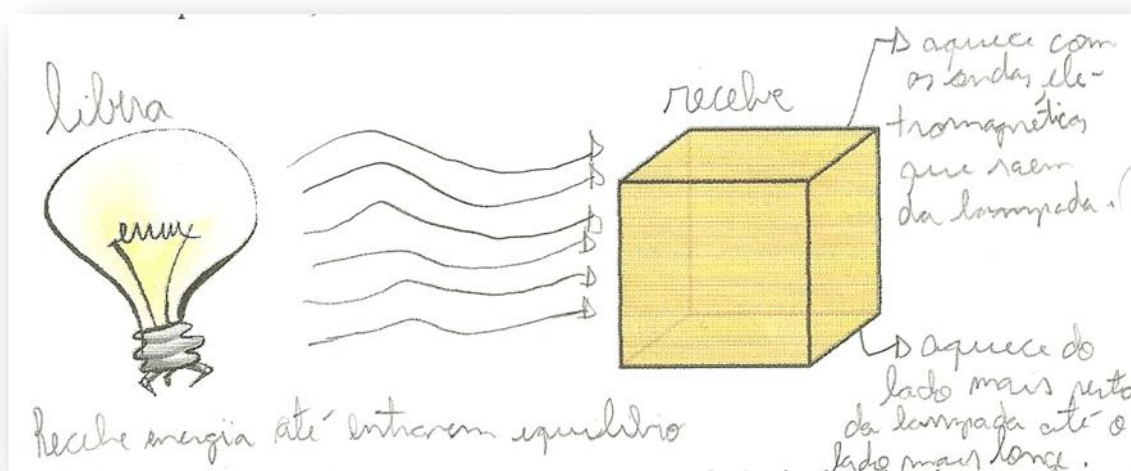 libera
recebe
aquece com
as ondas ele-
tromagnéticas
que saem
da lampada.
Recebe energia até entrarem equilibrio
aquece do
lado mais perto
da lampada até o
lado mais longe.